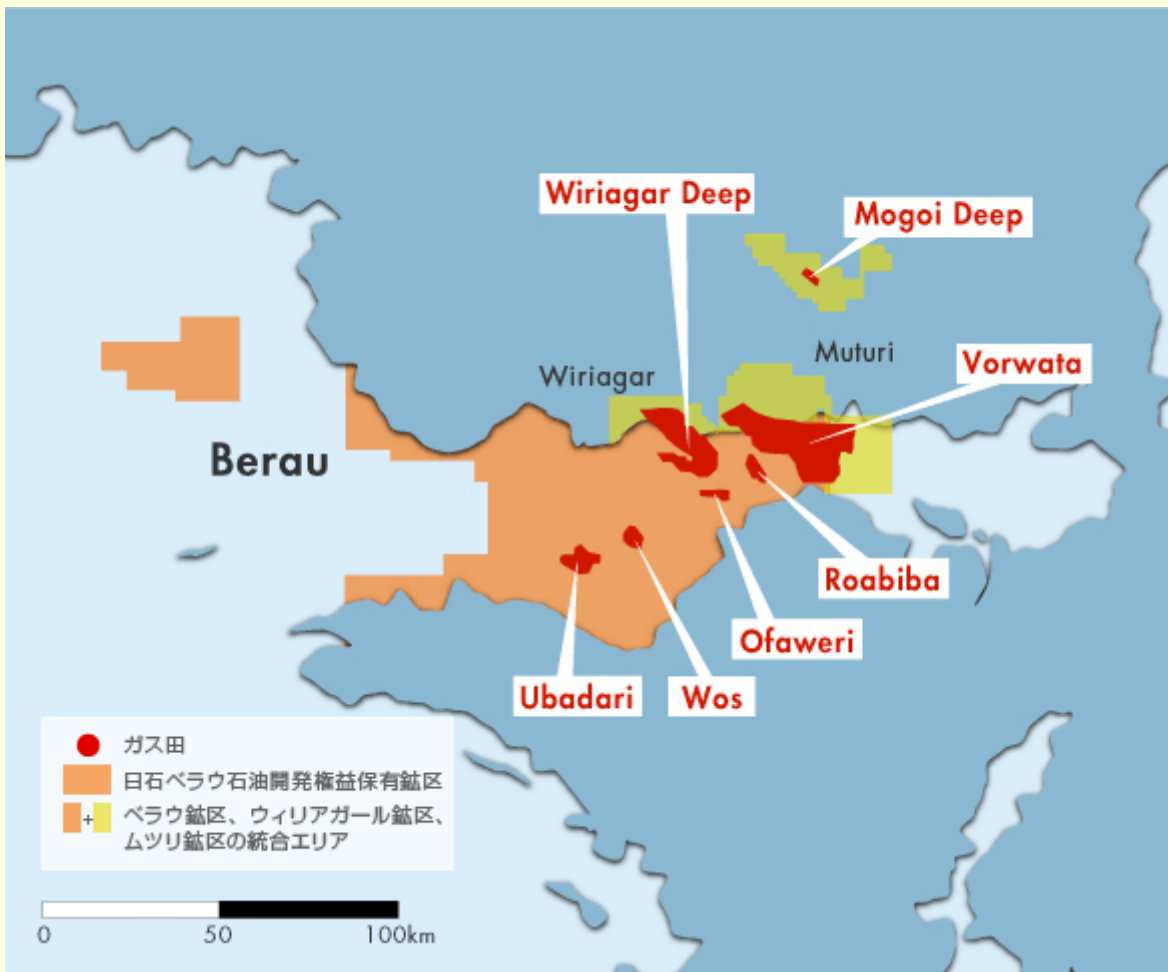 Wiriagar Deep
Mogoi Deep
Muturi
Vorwata
Wiriagar
Berau
Roabiba
Ofaweri
Ubadari
Wos
ガス田
日石ベラウ石油開発権益保有鉱区
+
ベラウ鉱区、ウィリアガール鉱区、
ムツリ鉱区の統合エリア
0 50 100km